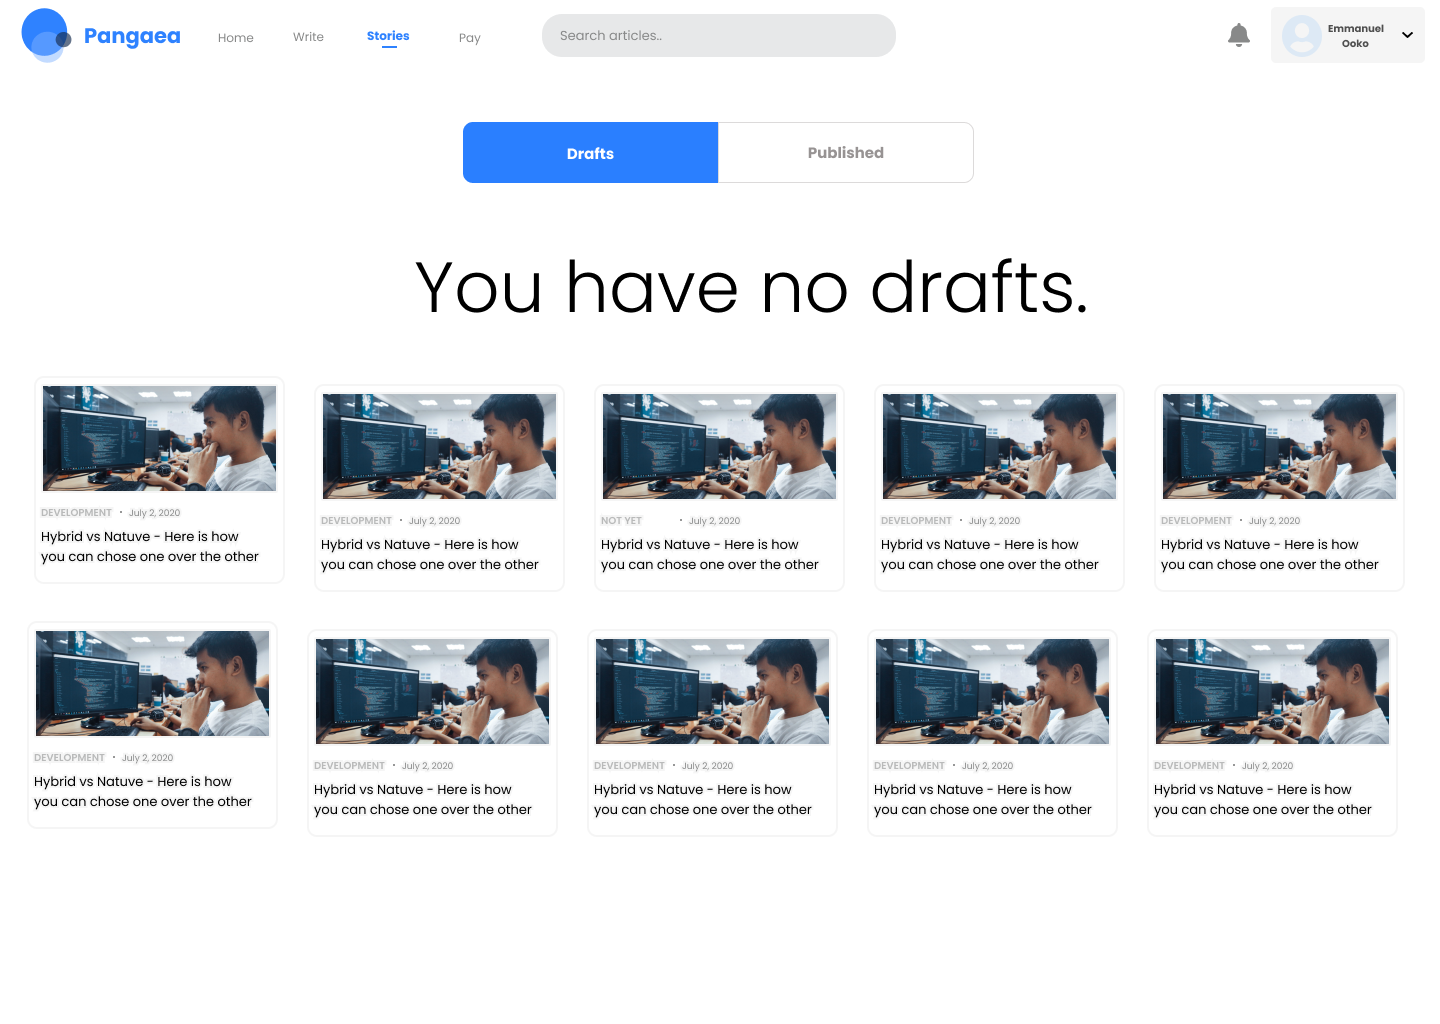 Pangaea
Home
Write
Stories
Pay
Search articles..
Emmanuel
Ooko
Drafts
Published
You have no drafts.
DEVELOPMENT • July 2, 2020
Hybrid vs Natuve - Here is how
you can chose one over the other
DEVELOPMENT • July 2, 2020
Hybrid vs Natuve - Here is how
you can chose one over the other
NOT YET • July 2, 2020
Hybrid vs Natuve - Here is how
you can chose one over the other
DEVELOPMENT • July 2, 2020
Hybrid vs Natuve - Here is how
you can chose one over the other
DEVELOPMENT • July 2, 2020
Hybrid vs Natuve - Here is how
you can chose one over the other
DEVELOPMENT • July 2, 2020
Hybrid vs Natuve - Here is how
you can chose one over the other
DEVELOPMENT • July 2, 2020
Hybrid vs Natuve - Here is how
you can chose one over the other
DEVELOPMENT • July 2, 2020
Hybrid vs Natuve - Here is how
you can chose one over the other
DEVELOPMENT • July 2, 2020
Hybrid vs Natuve - Here is how
you can chose one over the other
DEVELOPMENT • July 2, 2020
Hybrid vs Natuve - Here is how
you can chose one over the other